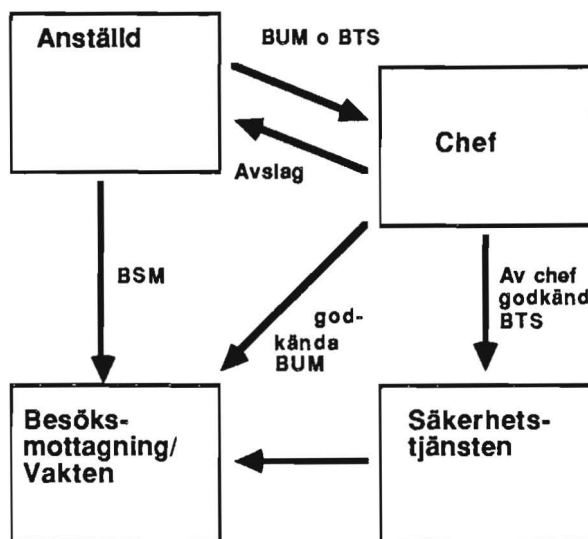 Anställd
BUM o BTS
Chef
Avslag
BSM
god-
kända
BUM
Av chef
godkänd
BTS
Besöks-
mottagning/
Vakten
Säkerhets-
tjänsten